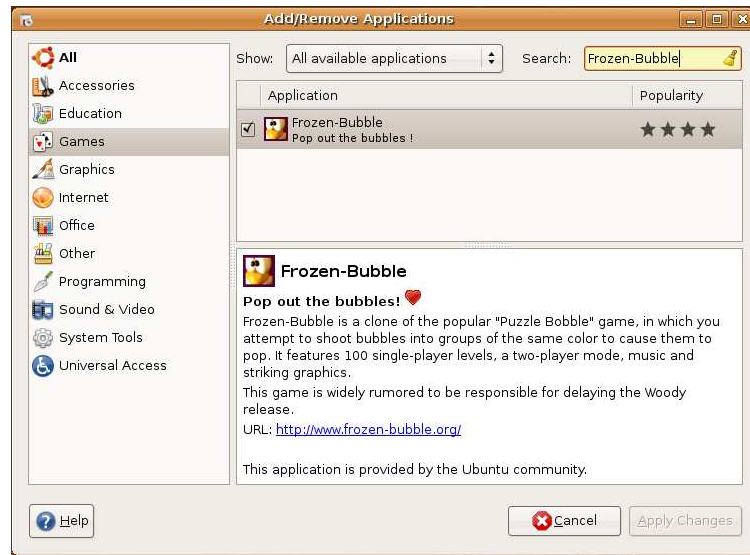 Add/Remove Applications
All
Accessories
Education
Games
Graphics
Internet
Office
Other
Programming
Sound & Video
System Tools
Universal Access
Show: All available applications Search: Frozen-Bubble
Application Popularity
Frozen-Bubble
Pop out the bubbles !
Frozen-Bubble
Pop out the bubbles!
Frozen-Bubble is a clone of the popular "Puzzle Bobble" game, in which you
attempt to shoot bubbles into groups of the same color to cause them to
pop. It features 100 single-player levels, a two-player mode, music and
striking graphics.
This game is widely rumored to be responsible for delaying the Woody
release.
URL: http://www.frozen-bubble.org/
This application is provided by the Ubuntu community.
Help Cancel Apply Changes